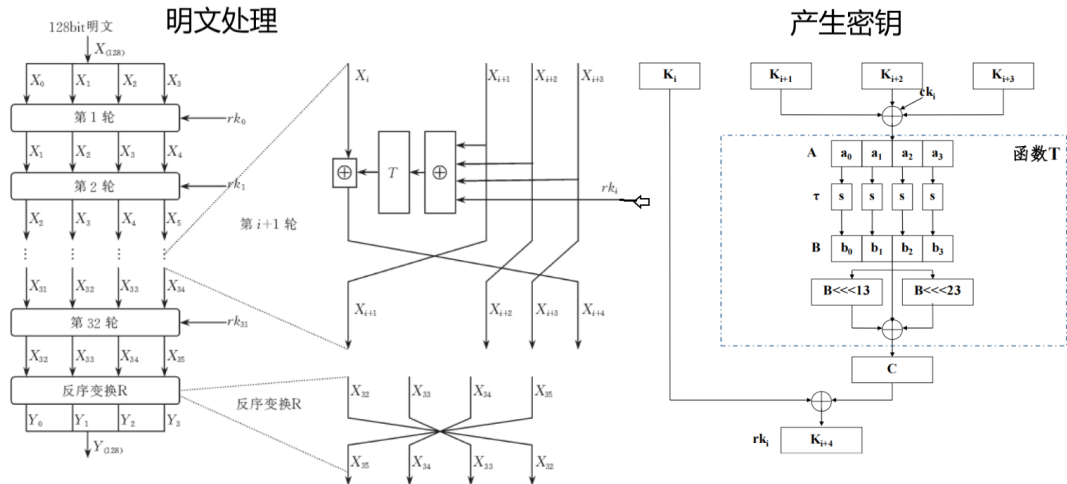 明文处理
产生密钥
128bit明文
X(128)
X0 X1 X2 X3
第1轮
rk0
X1 X2 X3 X4
第2轮
rk1
X2 X3 X4 X5
⋮ ⋮ ⋮ ⋮
X31 X32 X33 X34
第32轮
rk31
X32 X33 X34 X35
反序变换R
Y0 Y1 Y2 Y3
Y(128)
Xi Xi+1 Xi+2 Xi+3
⊕ T ⊕
rki
第i+1轮
Xi+1 Xi+2 Xi+3 Xi+4
X32 X33 X34 X35
反序变换R
X35 X34 X33 X32
Ki Ki+1 Ki+2 Ki+3
cki
函数T
A a0 a1 a2 a3
τ s s s s
B b0 b1 b2 b3
B<<<13 B<<<23
C
rki Ki+4